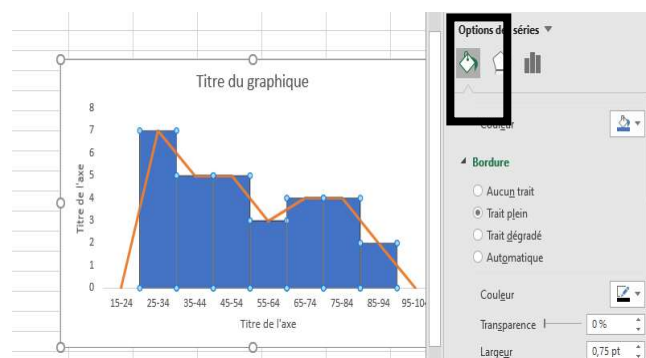 Options des séries
Titre du graphique
8
7
6
5
4
3
2
1
0
Titre de l'axe
15-24 25-34 35-44 45-54 55-64 65-74 75-84 85-94 95-10
Titre de l'axe
Couleur
Bordure
Aucun trait
Trait plein
Trait dégradé
Automatique
Couleur
Transparence 0 %
Largeur 0,75 pt